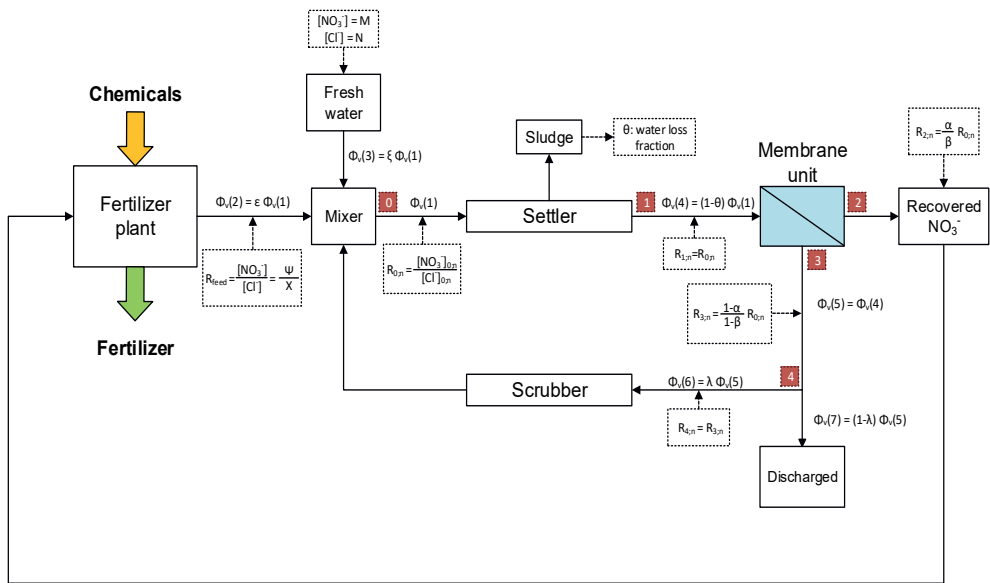 [NO₃⁻] = M
[Cl⁻] = N
Chemicals
Fresh
water
Sludge
θ: water loss
fraction
R₂;ₙ = α/β R₀;ₙ
Membrane
unit
Φᵥ(3) = ξ Φᵥ(1)
Fertilizer
plant
Φᵥ(2) = ε Φᵥ(1)
Mixer
0
Φᵥ(1)
Settler
1
Φᵥ(4) = (1-θ) Φᵥ(1)
2
Recovered
NO₃⁻
R_feed = [NO₃⁻]/[Cl⁻] = Ψ/X
R₀;ₙ = [NO₃⁻]₀;ₙ/[Cl⁻]₀;ₙ
R₁;ₙ=R₀;ₙ
3
R₃;ₙ = 1-α/1-β R₀;ₙ
Φᵥ(5) = Φᵥ(4)
Fertilizer
Scrubber
Φᵥ(6) = λ Φᵥ(5)
4
R₄;ₙ = R₃;ₙ
Φᵥ(7) = (1-λ) Φᵥ(5)
Discharged